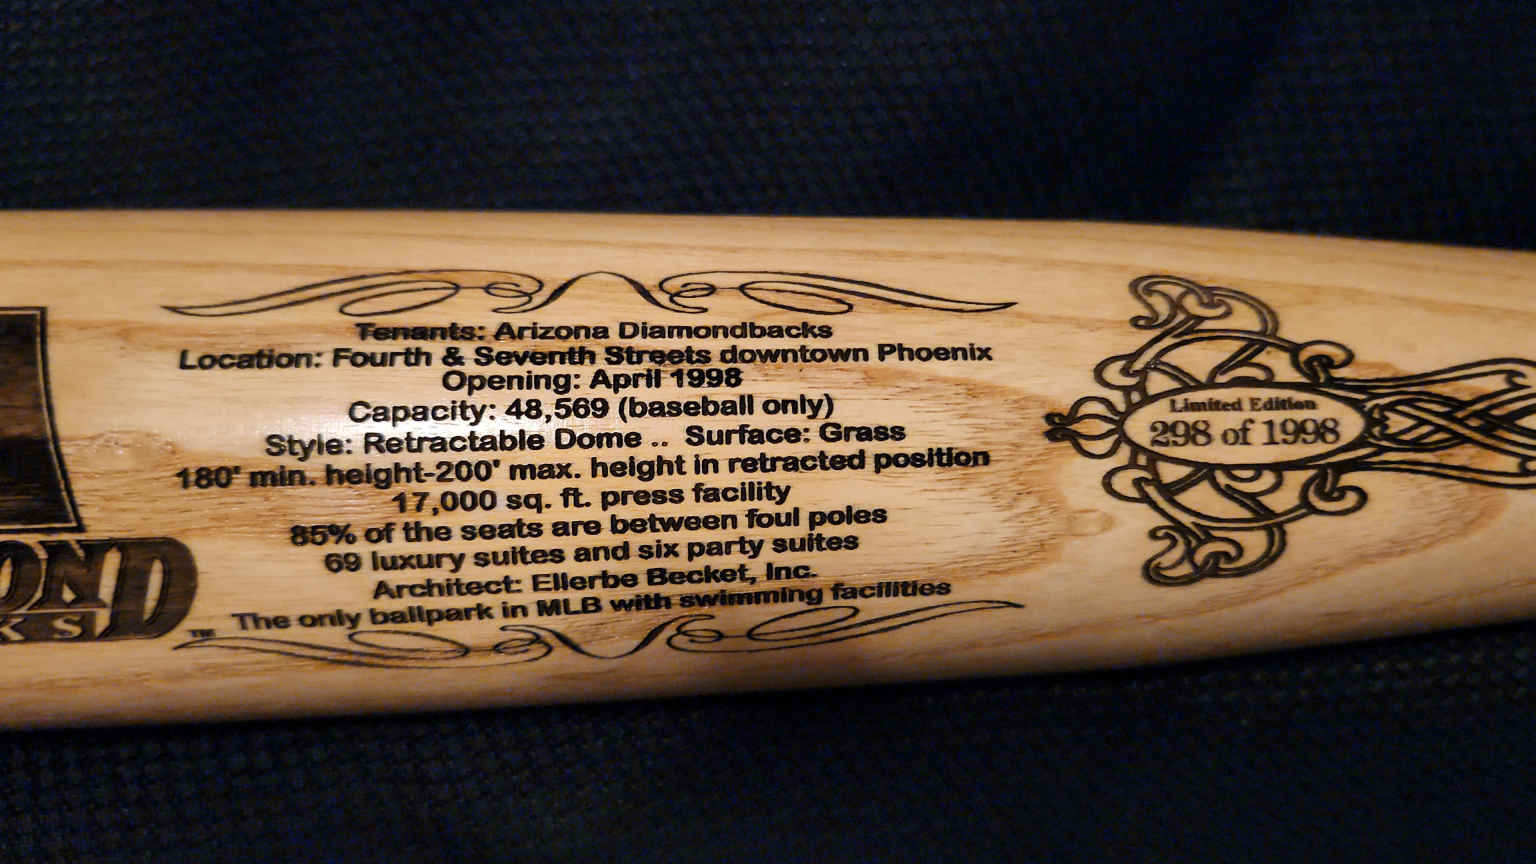 Tenants: Arizona Diamondbacks
Location: Fourth & Seventh Streets downtown Phoenix
Opening: April 1998
Capacity: 48,569 (baseball only)
Style: Retractable Dome .. Surface: Grass
180' min. height-200' max. height in retracted position
17,000 sq. ft. press facility
85% of the seats are between foul poles
69 luxury suites and six party suites
Architect: Ellerbe Becket, Inc.
The only ballpark in MLB with swimming facilities
OND
KS TM
Limited Edition
298 of 1998